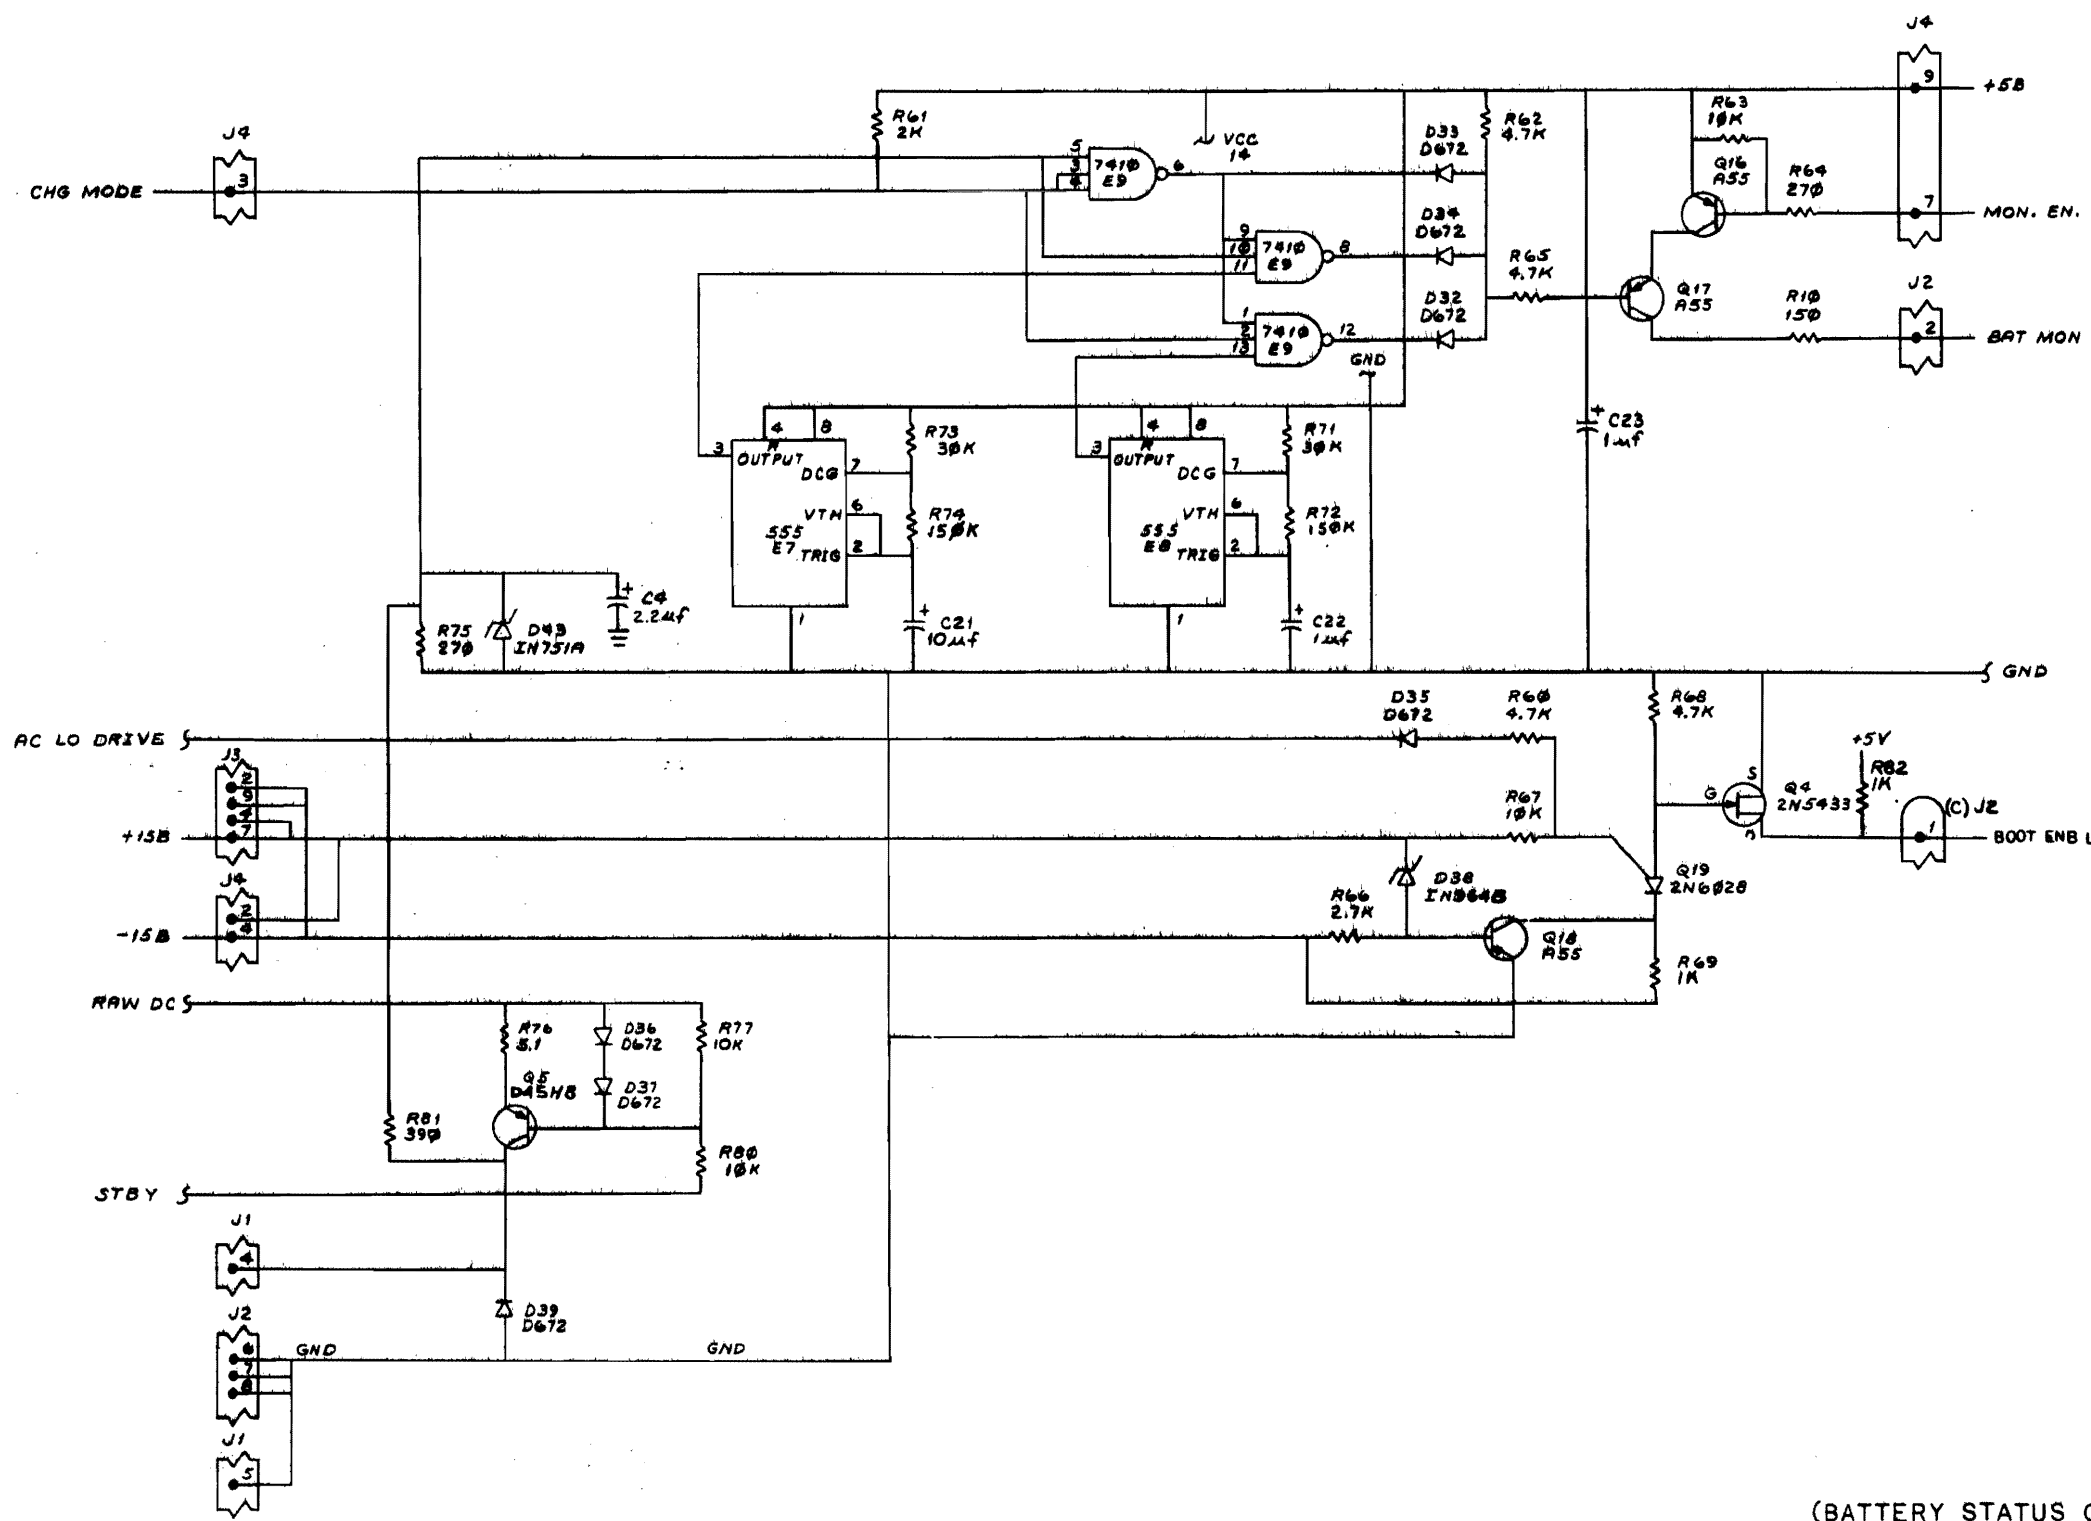 J4
9
+5B
R61
2K
VCC
14
D33
D672
R62
4.7K
R63
10K
Q16
A55
R64
270
7
MON. EN.
J4
3
CHG MODE
5
3
4
7410
E9
6
D34
D672
9
10
11
7410
E9
8
R65
4.7K
Q17
A55
R10
150
J2
2
BAT MON
D32
D672
1
2
13
7410
E9
12
GND
4
8
R
3
OUTPUT
DCG
7
VTH
6
555
E7
TRIG
2
1
R73
30K
R74
150K
C21
10µf
+
4
8
R
3
OUTPUT
DCG
7
VTH
6
555
E8
TRIG
2
1
R71
30K
R72
150K
C22
1µf
+
+
C23
1µf
R75
270
D43
IN751A
+
C4
2.2µf
GND
AC LO DRIVE
D35
D672
R60
4.7K
R68
4.7K
+5V
R82
1K
J3
2
9
4
7
+15B
R67
10K
G
S
D
Q4
2N5433
(C) J2
1
BOOT ENB L
J4
2
4
-15B
R66
2.7K
D38
Q19
2N6028
Q18
A55
R69
1K
RAW DC
R76
5.1
D36
D672
R77
10K
Q5
D45H8
D37
D672
R81
390
R80
10K
STBY
J1
4
D39
D672
J2
6
7
8
GND
GND
J1
5
(BATTERY STATUS